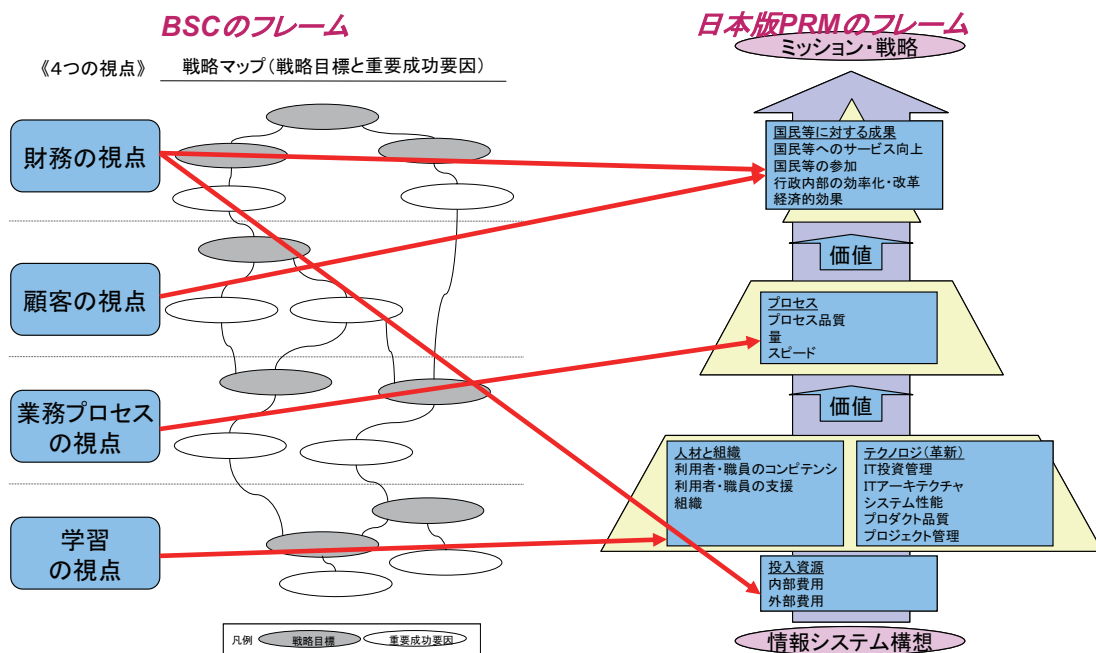 BSCのフレーム
《4つの視点》
戦略マップ(戦略目標と重要成功要因)
財務の視点
顧客の視点
業務プロセス
の視点
学習
の視点
凡例
戦略目標
重要成功要因
日本版PRMのフレーム
ミッション・戦略
国民等に対する成果
国民等へのサービス向上
国民等の参加
行政内部の効率化・改革
経済的効果
価値
プロセス
プロセス品質
量
スピード
価値
人材と組織
利用者・職員のコンピテンシ
利用者・職員の支援
組織
テクノロジ(革新)
IT投資管理
ITアーキテクチャ
システム性能
プロダクト品質
プロジェクト管理
投入資源
内部費用
外部費用
情報システム構想